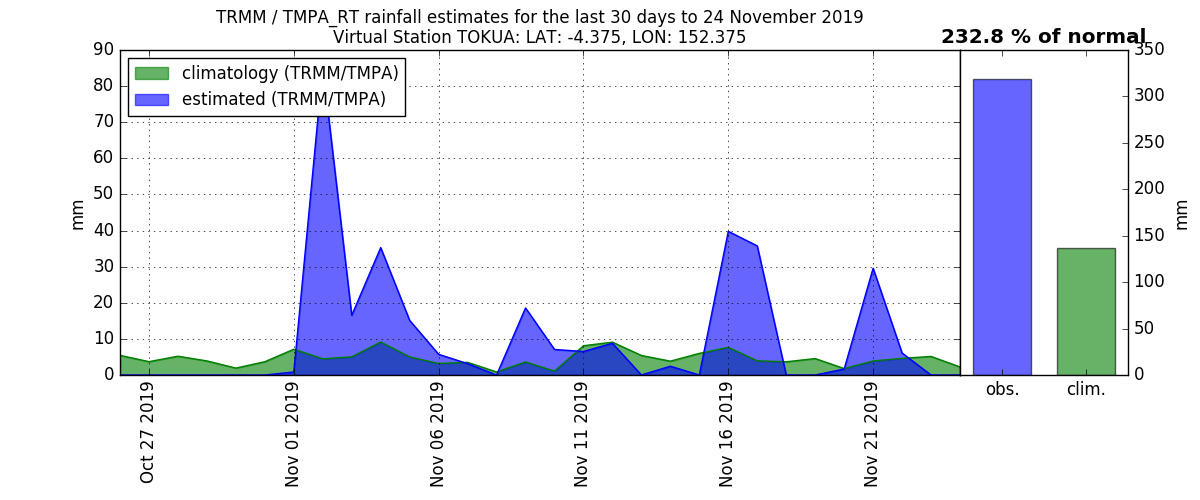 TRMM / TMPA_RT rainfall estimates for the last 30 days to 24 November 2019
Virtual Station TOKUA: LAT: -4.375, LON: 152.375
232.8 % of normal
climatology (TRMM/TMPA)
estimated (TRMM/TMPA)
90
80
70
60
50
40
30
20
10
0
mm
Oct 27 2019
Nov 01 2019
Nov 06 2019
Nov 11 2019
Nov 16 2019
Nov 21 2019
obs.
clim.
350
300
250
200
150
100
50
0
mm